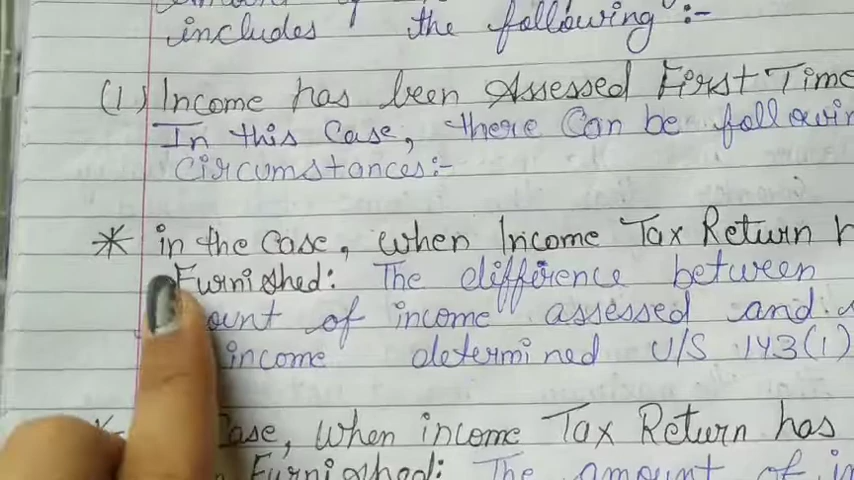 includes the following :-
(1) Income has been Assessed First Time
In this Case, there Can be
Circumstances:-
* in the Case, when Income Tax Return
Furnished: The difference between
of income assessed and
income determined U/S 143(1)
Case, when income Tax Return has
Furnished: The amount of